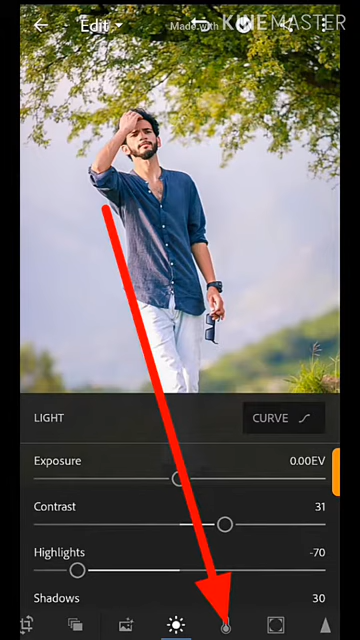 Edit
Made with KINEMASTER
LIGHT
CURVE
Exposure 0.00EV
Contrast 31
Highlights -70
Shadows 30